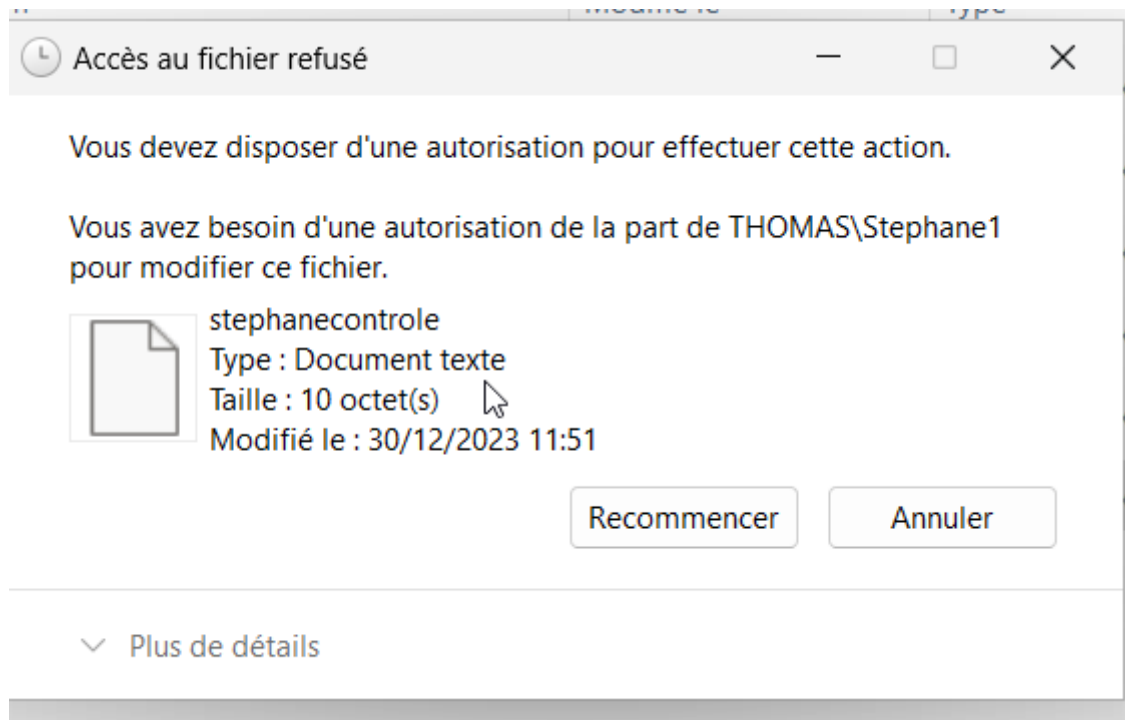 Accès au fichier refusé
Vous devez disposer d'une autorisation pour effectuer cette action.
Vous avez besoin d'une autorisation de la part de THOMAS\Stephane1
pour modifier ce fichier.
stephanecontrole
Type : Document texte
Taille : 10 octet(s)
Modifié le : 30/12/2023 11:51
Recommencer Annuler
Plus de détails